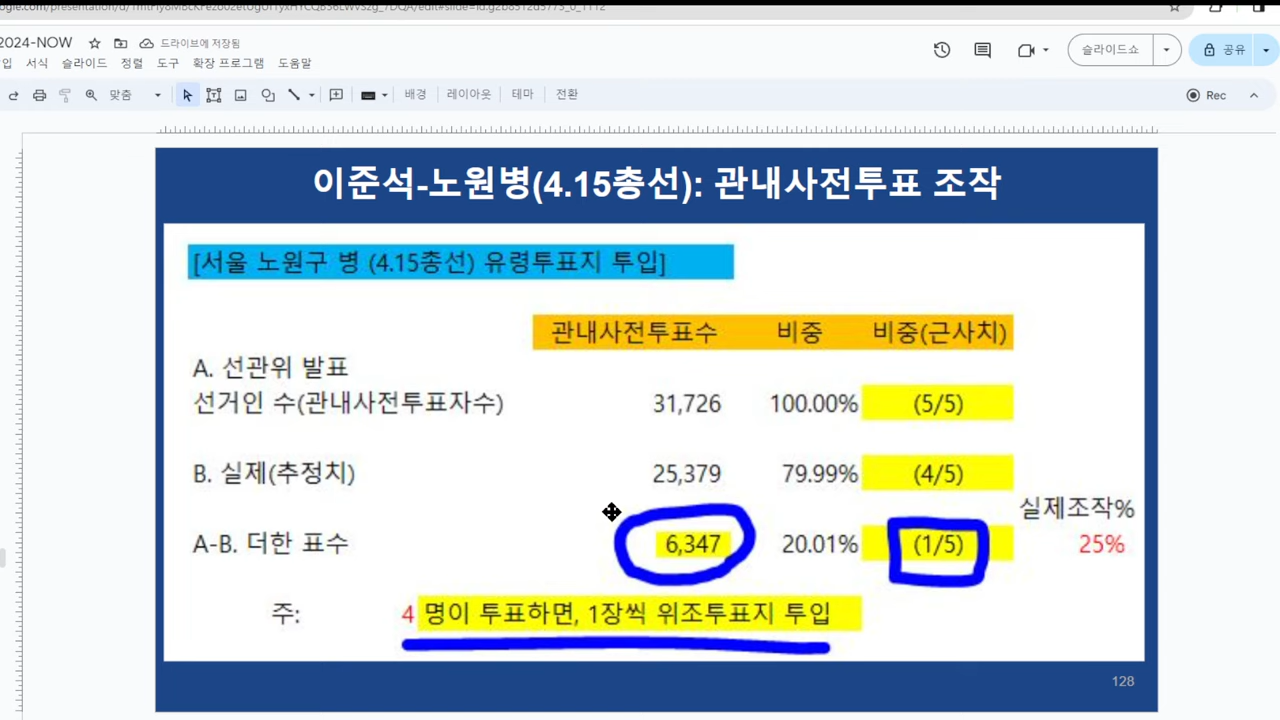 2024-NOW
드라이브에 저장됨
입 서식 슬라이드 정렬 도구 확장 프로그램 도움말
슬라이드쇼
공유
맞춤
배경 레이아웃 테마 전환
Rec
이준석-노원병(4.15총선): 관내사전투표 조작
[서울 노원구 병 (4.15총선) 유령투표지 투입]
관내사전투표수 비중 비중(근사치)
A. 선관위 발표
선거인 수(관내사전투표자수) 31,726 100.00% (5/5)
B. 실제(추정치) 25,379 79.99% (4/5)
실제조작%
A-B. 더한 표수 6,347 20.01% (1/5) 25%
주: 4 명이 투표하면, 1장씩 위조투표지 투입
128